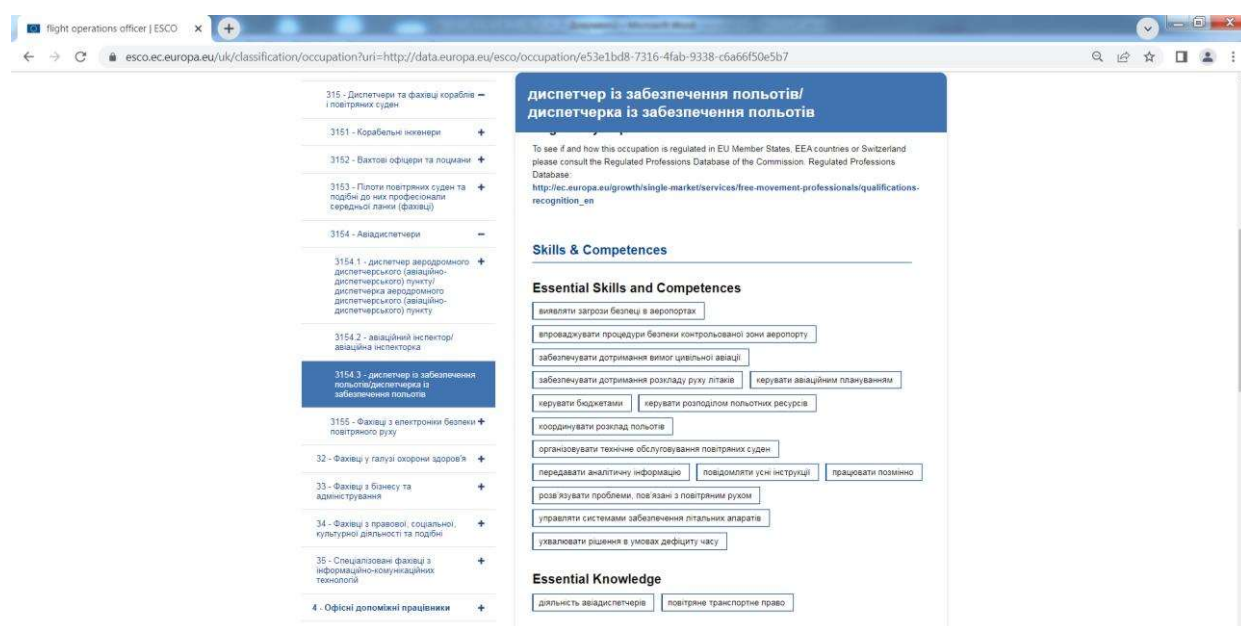 flight operations officer | ESCO
Документ1 - Microsoft Word
esco.ec.europa.eu/uk/classification/occupation?uri=http://data.europa.eu/esco/occupation/e53e1bd8-7316-4fab-9338-c6a66f50e5b7
315 - Диспетчери та фахівці кораблів
і повітряних суден
3151 - Корабельні інженери
3152 - Вахтові офіцери та лоцмани
3153 - Пілоти повітряних суден та
подібні до них професіонали
середньої ланки (фахівці)
3154 - Авіадиспетчери
3154.1 - диспетчер аеродромного
диспетчерського (авіаційно-
диспетчерського) пункту/
диспетчерка аеродромного
диспетчерського (авіаційно-
диспетчерського) пункту
3154.2 - авіаційний інспектор/
авіаційна інспекторка
3154.3 - диспетчер із забезпечення
польотів/диспетчерка із
забезпечення польотів
3155 - Фахівці з електроніки безпеки
повітряного руху
32 - Фахівці у галузі охорони здоров'я
33 - Фахівці з бізнесу та
адміністрування
34 - Фахівці з правової, соціальної,
культурної діяльності та подібні
35 - Спеціалізовані фахівці з
інформаційно-комунікаційних
технологій
4 - Офісні допоміжні працівники
диспетчер із забезпечення польотів/
диспетчерка із забезпечення польотів
To see if and how this occupation is regulated in EU Member States, EEA countries or Switzerland
please consult the Regulated Professions Database of the Commission. Regulated Professions
Database:
http://ec.europa.eu/growth/single-market/services/free-movement-professionals/qualifications-
recognition_en
Skills & Competences
Essential Skills and Competences
виявляти загрози безпеці в аеропортах
впроваджувати процедури безпеки контрольованої зони аеропорту
забезпечувати дотримання вимог цивільної авіації
забезпечувати дотримання розкладу руху літаків керувати авіаційним плануванням
керувати бюджетами керувати розподілом польотних ресурсів
координувати розклад польотів
організовувати технічне обслуговування повітряних суден
передавати аналітичну інформацію повідомляти усні інструкції працювати позмінно
розв'язувати проблеми, пов'язані з повітряним рухом
управляти системами забезпечення літальних апаратів
ухвалювати рішення в умовах дефіциту часу
Essential Knowledge
діяльність авіадиспетчерів повітряне транспортне право